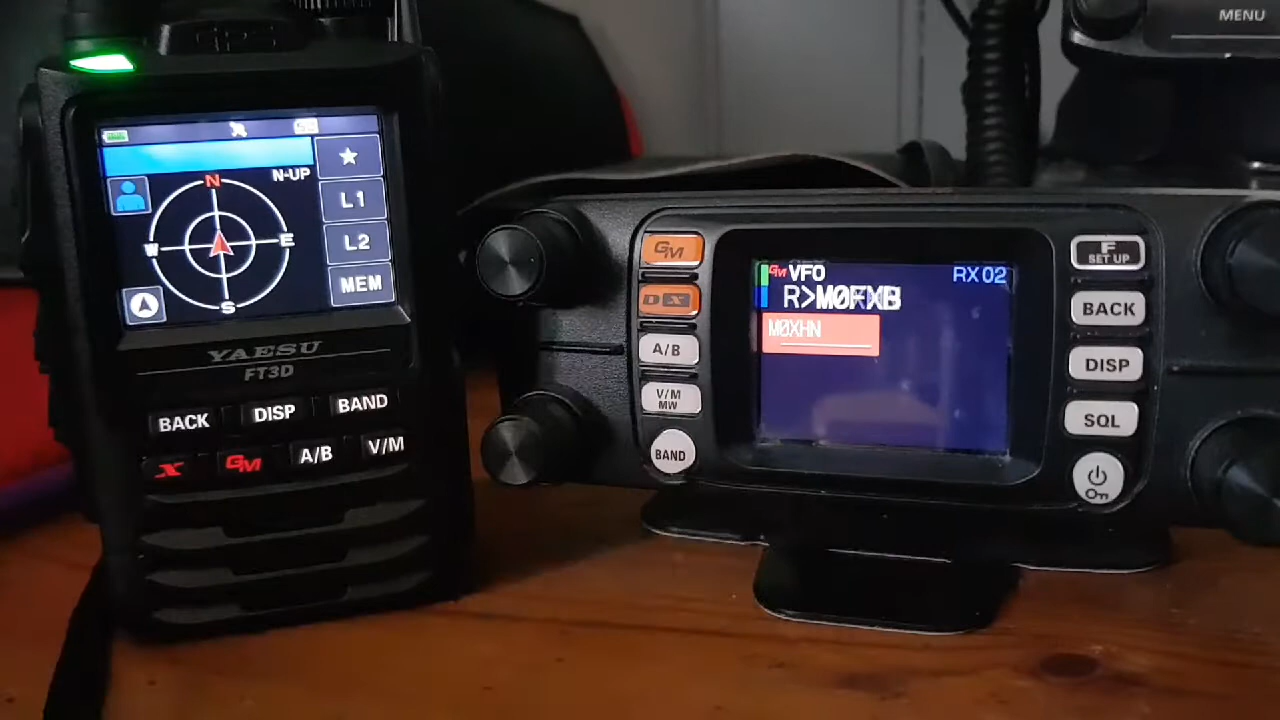 GPS
N-UP
N
W
E
S
L1
L2
MEM
YAESU
FT3D
BACK
DISP
BAND
X
GM
A/B
V/M
GM
DX
A/B
V/M
MW
BAND
GM VFO
RX 02
M0XHN
F
SET UP
BACK
DISP
SQL
MENU